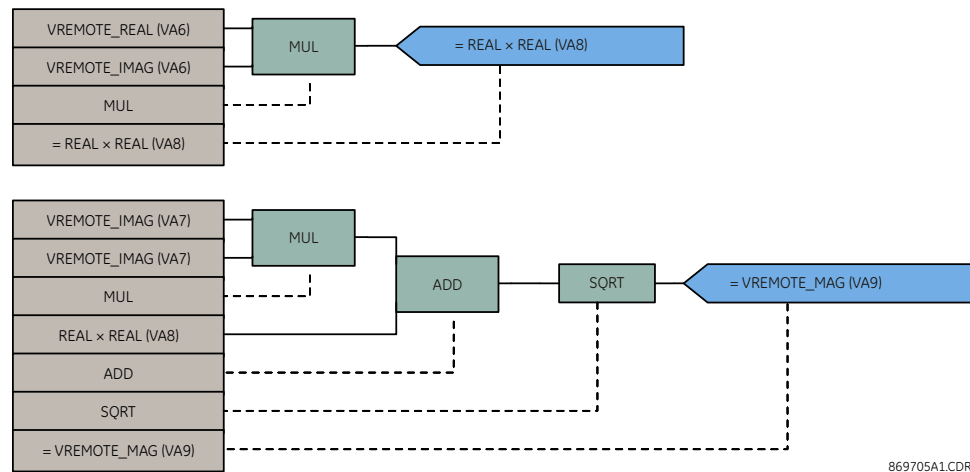 VREMOTE_REAL (VA6)
VREMOTE_IMAG (VA6)
MUL
= REAL × REAL (VA8)
MUL
= REAL × REAL (VA8)
VREMOTE_IMAG (VA7)
VREMOTE_IMAG (VA7)
MUL
REAL × REAL (VA8)
ADD
SQRT
= VREMOTE_MAG (VA9)
MUL
ADD
SQRT
= VREMOTE_MAG (VA9)
869705A1.CDR